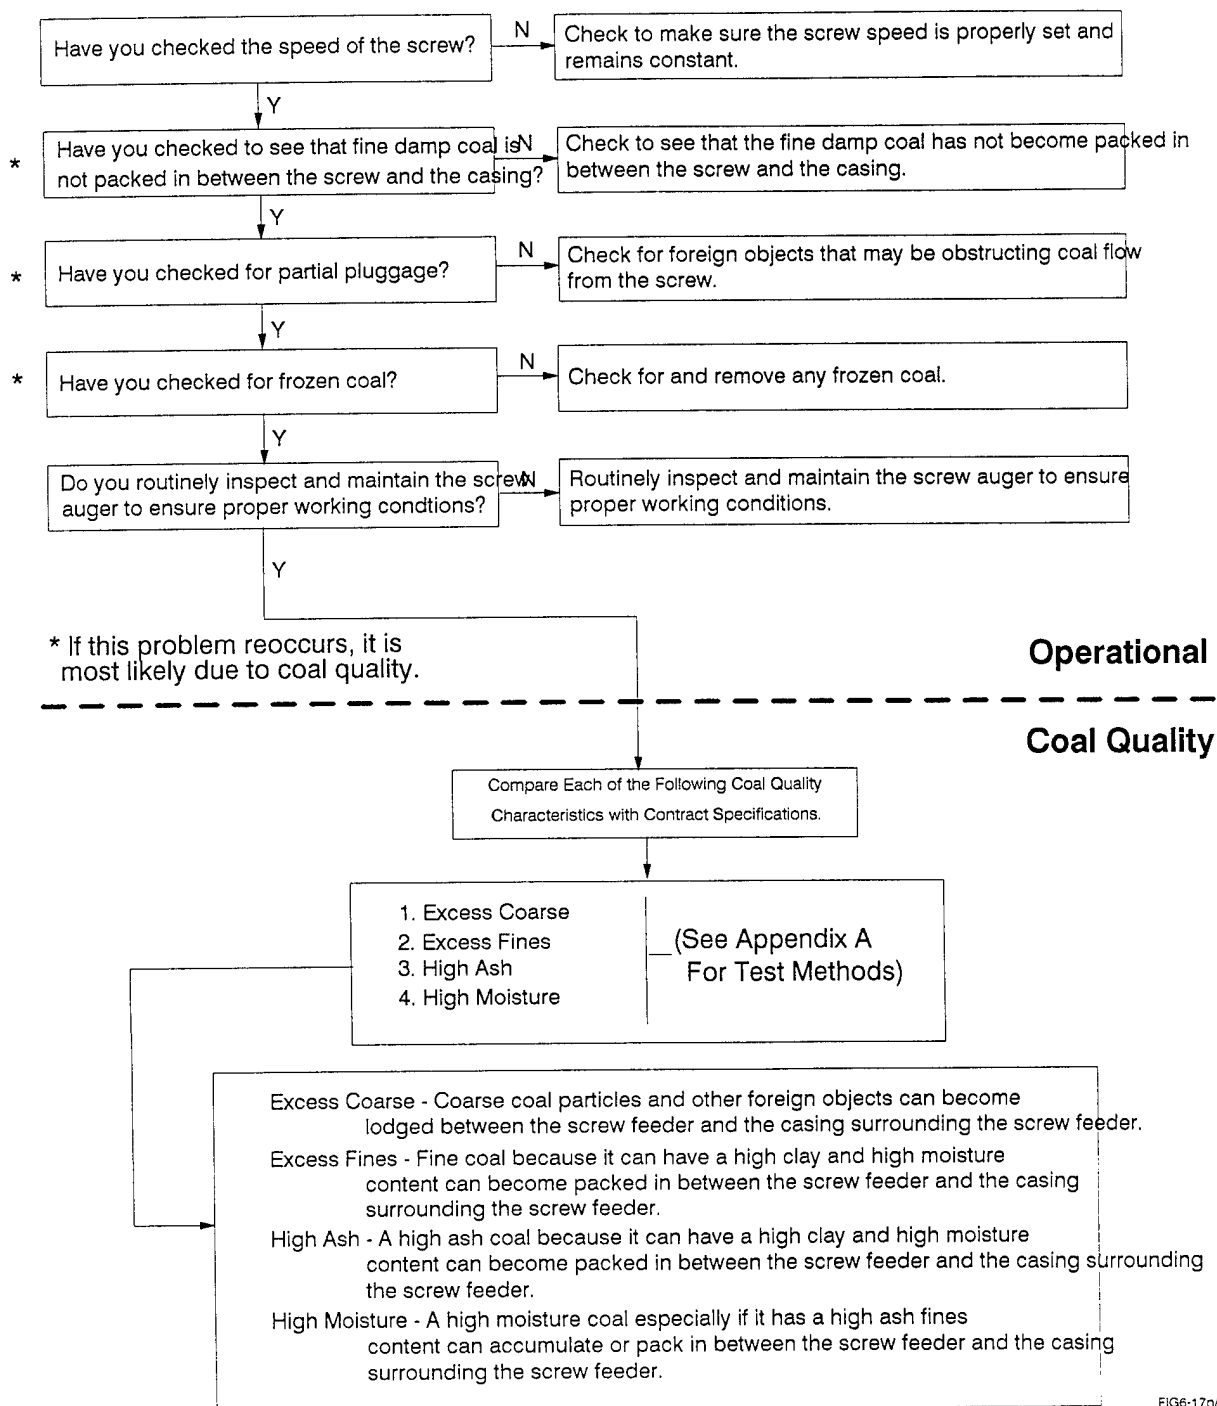 Have you checked the speed of the screw?
N
Check to make sure the screw speed is properly set and
remains constant.
Y
*
Have you checked to see that fine damp coal is
not packed in between the screw and the casing?
N
Check to see that the fine damp coal has not become packed in
between the screw and the casing.
Y
*
Have you checked for partial pluggage?
N
Check for foreign objects that may be obstructing coal flow
from the screw.
Y
*
Have you checked for frozen coal?
N
Check for and remove any frozen coal.
Y
Do you routinely inspect and maintain the screw
auger to ensure proper working condtions?
N
Routinely inspect and maintain the screw auger to ensure
proper working conditions.
Y
* If this problem reoccurs, it is
most likely due to coal quality.
Operational
Coal Quality
Compare Each of the Following Coal Quality
Characteristics with Contract Specifications.
1. Excess Coarse
2. Excess Fines
3. High Ash
4. High Moisture
(See Appendix A
For Test Methods)
Excess Coarse - Coarse coal particles and other foreign objects can become
lodged between the screw feeder and the casing surrounding the screw feeder.
Excess Fines - Fine coal because it can have a high clay and high moisture
content can become packed in between the screw feeder and the casing
surrounding the screw feeder.
High Ash - A high ash coal because it can have a high clay and high moisture
content can become packed in between the screw feeder and the casing surrounding
the screw feeder.
High Moisture - A high moisture coal especially if it has a high ash fines
content can accumulate or pack in between the screw feeder and the casing
surrounding the screw feeder.